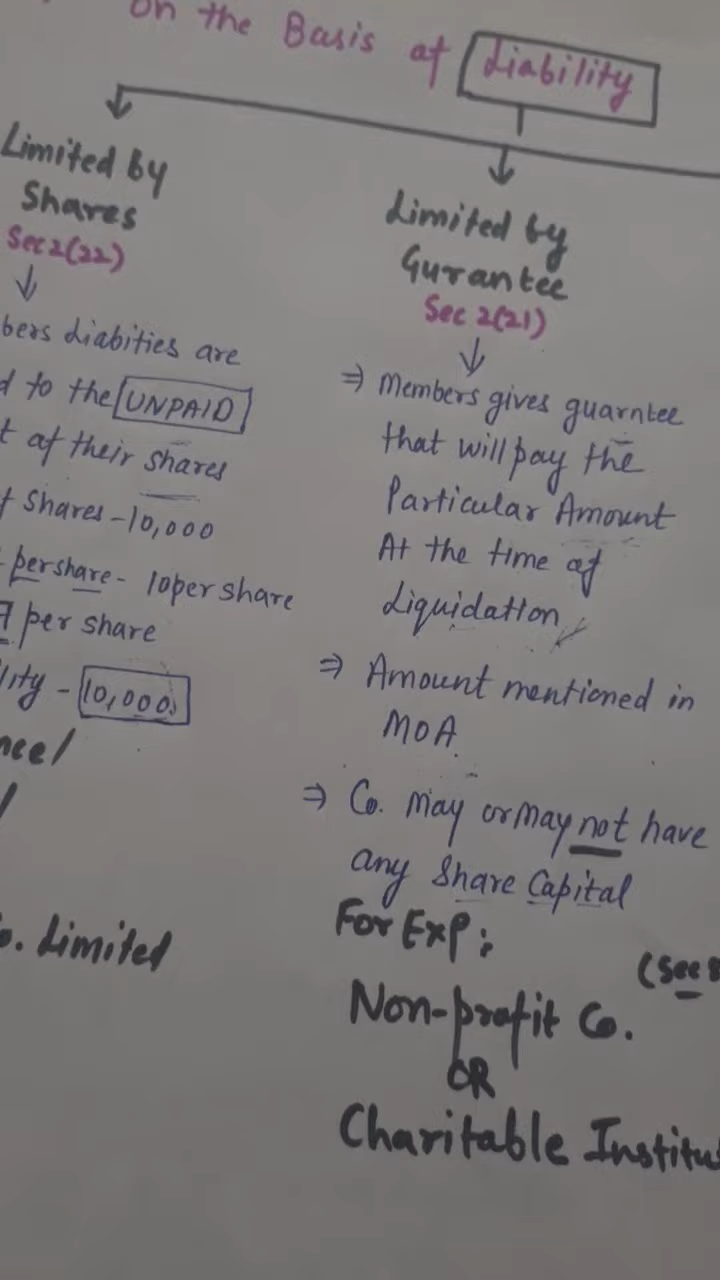 on the Basis of Liability
Limited by
Shares
Sec 2(22)
bers liabities are
d to the UNPAID
t of their shares
f Shares - 10,000
per share - 10 per share
7 per share
lity - 10,000
nce/
/
o. Limited
Limited by
Gurantee
Sec 2(21)
⇒ Members gives guarntee
that will pay the
Particular Amount
At the time of
Liquidation
⇒ Amount mentioned in
MOA
⇒ Co. may or may not have
any Share Capital
For Exp:
(Sec 8
Non-profit Co.
OR
Charitable Institu